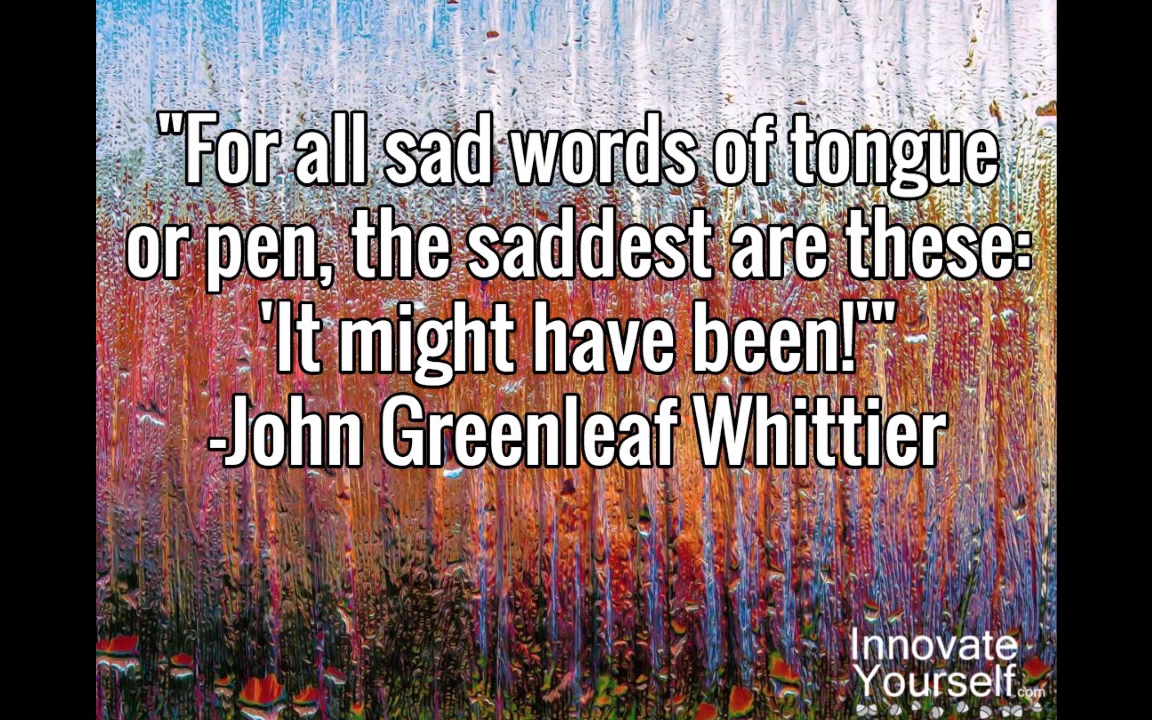 "For all sad words of tongue
or pen, the saddest are these:
'It might have been!'"
-John Greenleaf Whittier
Innovate
Yourself.com